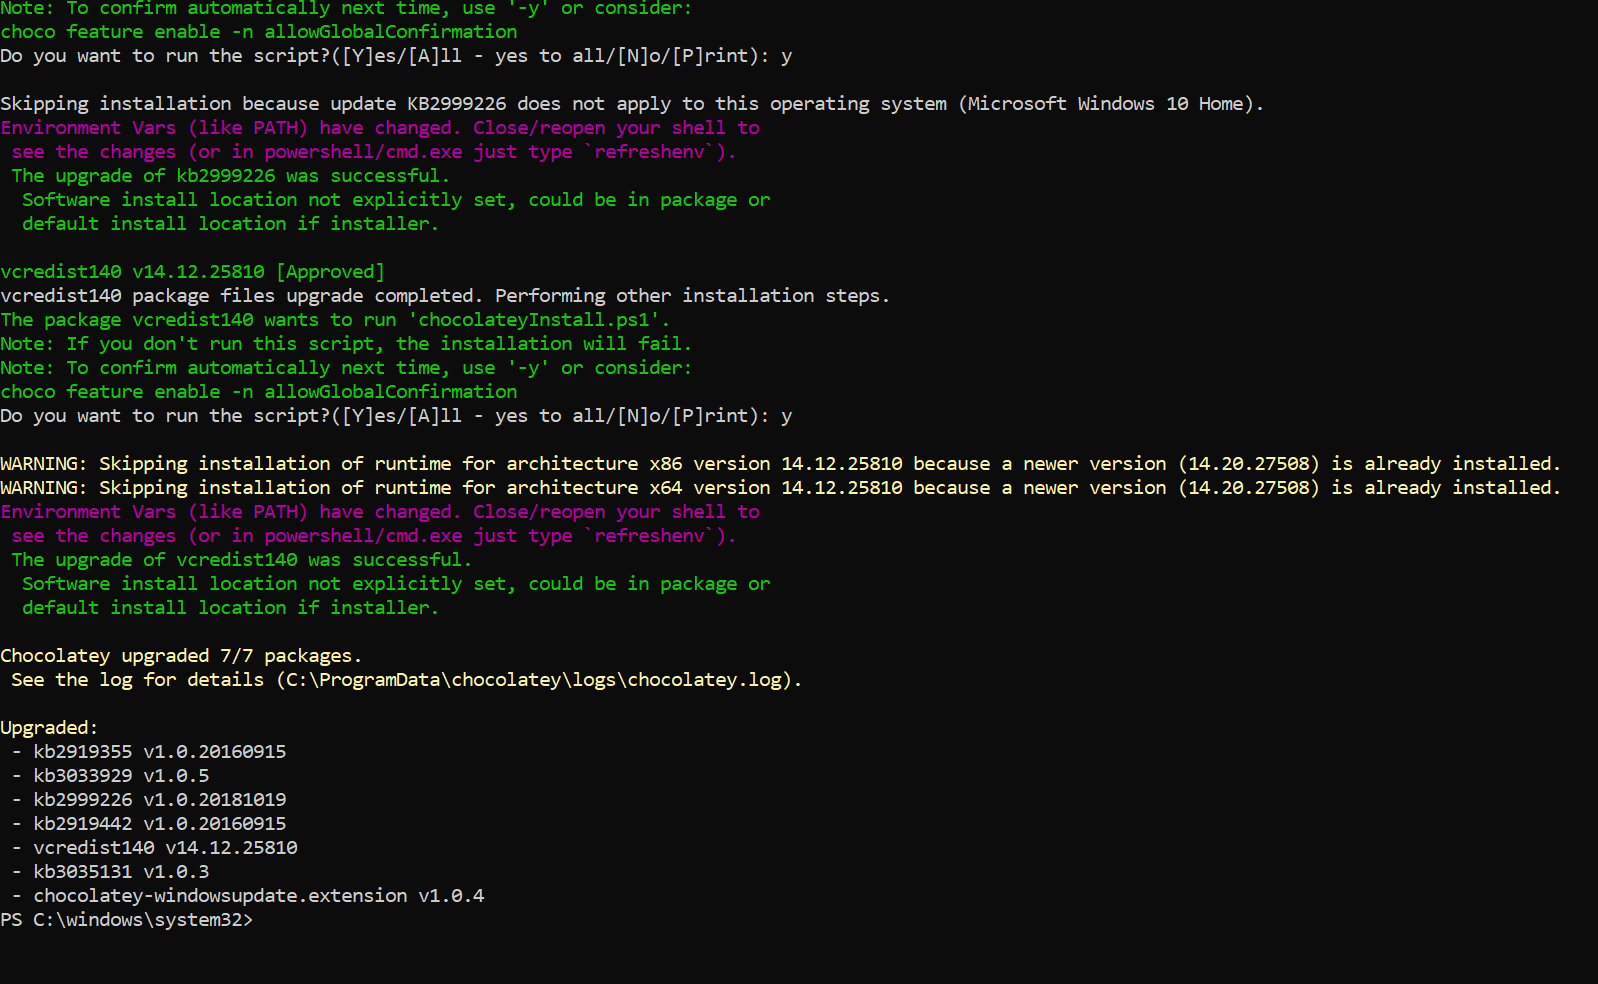 Note: To confirm automatically next time, use '-y' or consider:
choco feature enable -n allowGlobalConfirmation
Do you want to run the script?([Y]es/[A]ll - yes to all/[N]o/[P]rint): y
Skipping installation because update KB2999226 does not apply to this operating system (Microsoft Windows 10 Home).
Environment Vars (like PATH) have changed. Close/reopen your shell to
see the changes (or in powershell/cmd.exe just type `refreshenv`).
The upgrade of kb2999226 was successful.
Software install location not explicitly set, could be in package or
default install location if installer.
vcredist140 v14.12.25810 [Approved]
vcredist140 package files upgrade completed. Performing other installation steps.
The package vcredist140 wants to run 'chocolateyInstall.ps1'.
Note: If you don't run this script, the installation will fail.
Note: To confirm automatically next time, use '-y' or consider:
choco feature enable -n allowGlobalConfirmation
Do you want to run the script?([Y]es/[A]ll - yes to all/[N]o/[P]rint): y
WARNING: Skipping installation of runtime for architecture x86 version 14.12.25810 because a newer version (14.20.27508) is already installed.
WARNING: Skipping installation of runtime for architecture x64 version 14.12.25810 because a newer version (14.20.27508) is already installed.
Environment Vars (like PATH) have changed. Close/reopen your shell to
see the changes (or in powershell/cmd.exe just type `refreshenv`).
The upgrade of vcredist140 was successful.
Software install location not explicitly set, could be in package or
default install location if installer.
Chocolatey upgraded 7/7 packages.
See the log for details (C:\ProgramData\chocolatey\logs\chocolatey.log).
Upgraded:
- kb2919355 v1.0.20160915
- kb3033929 v1.0.5
- kb2999226 v1.0.20181019
- kb2919442 v1.0.20160915
- vcredist140 v14.12.25810
- kb3035131 v1.0.3
- chocolatey-windowsupdate.extension v1.0.4
PS C:\windows\system32>